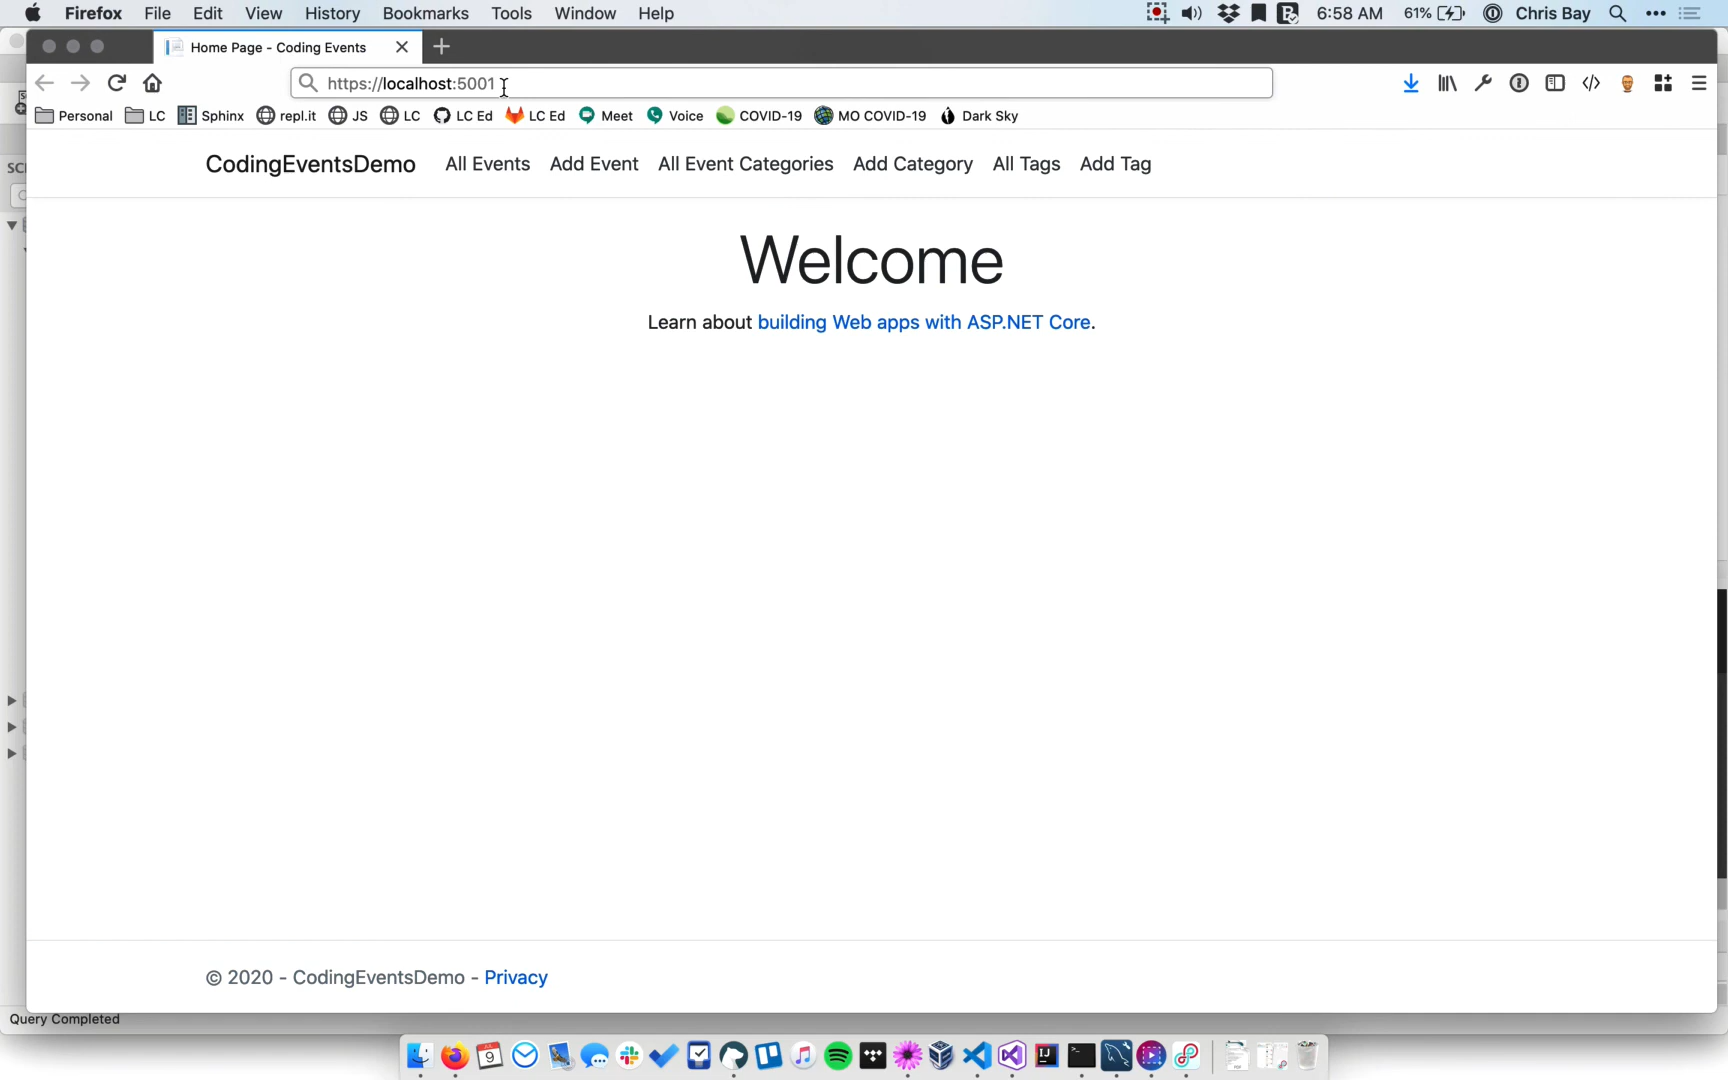 Firefox File Edit View History Bookmarks Tools Window Help 6:58 AM 61% Chris Bay
Home Page - Coding Events
https://localhost:5001
Personal LC Sphinx repl.it JS LC LC Ed LC Ed Meet Voice COVID-19 MO COVID-19 Dark Sky
CodingEventsDemo All Events Add Event All Event Categories Add Category All Tags Add Tag
Welcome
Learn about building Web apps with ASP.NET Core.
© 2020 - CodingEventsDemo - Privacy
Query Completed